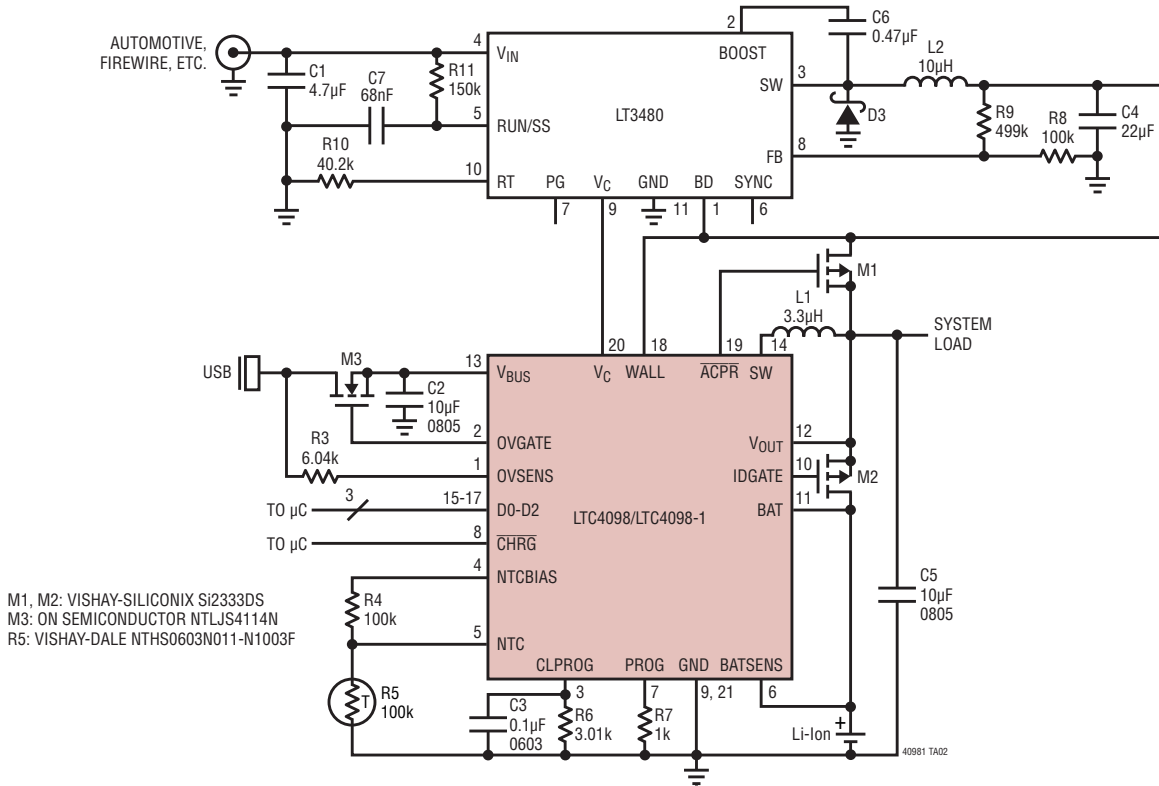 AUTOMOTIVE,
FIREWIRE, ETC.
C1
4.7µF
C7
68nF
R11
150k
R10
40.2k
4
VIN
5
RUN/SS
10
RT
PG
7
VC
9
GND
11
BD
1
SYNC
6
LT3480
2
BOOST
3
SW
8
FB
C6
0.47µF
L2
10µH
D3
R9
499k
R8
100k
C4
22µF
M1
L1
3.3µH
SYSTEM
LOAD
USB
M3
C2
10µF
0805
R3
6.04k
TO µC
3
TO µC
13
VBUS
2
OVGATE
1
OVSENS
15-17
D0-D2
8
CHRG
4
NTCBIAS
5
NTC
20
VC
18
WALL
19
ACPR
14
SW
12
VOUT
10
IDGATE
11
BAT
M2
LTC4098/LTC4098-1
CLPROG
3
PROG
7
GND
9, 21
BATSENS
6
C5
10µF
0805
M1, M2: VISHAY-SILICONIX Si2333DS
M3: ON SEMICONDUCTOR NTLJS4114N
R5: VISHAY-DALE NTHS0603N011-N1003F
R4
100k
T
R5
100k
C3
0.1µF
0603
R6
3.01k
R7
1k
Li-Ion
+
40981 TA02